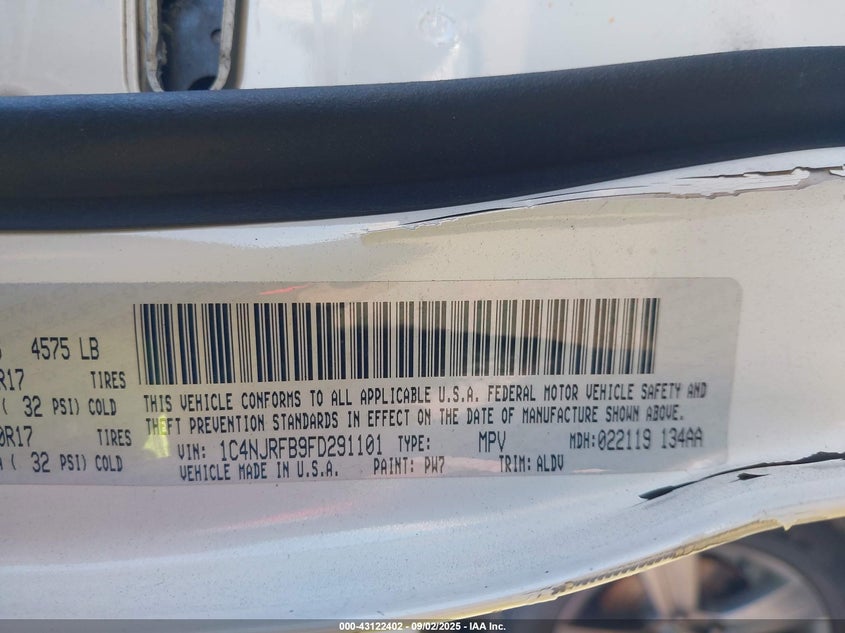 4575 LB
R17 TIRES
( 32 PSI) COLD
0R17 TIRES
( 32 PSI) COLD
THIS VEHICLE CONFORMS TO ALL APPLICABLE U.S.A. FEDERAL MOTOR VEHICLE SAFETY AND
THEFT PREVENTION STANDARDS IN EFFECT ON THE DATE OF MANUFACTURE SHOWN ABOVE.
VIN: 1C4NJRFB9FD291101 TYPE: MPV MDH:022119 134AA
VEHICLE MADE IN U.S.A. PAINT: PW7 TRIM: ALDV
000-43122402 - 09/02/2025 - IAA Inc.